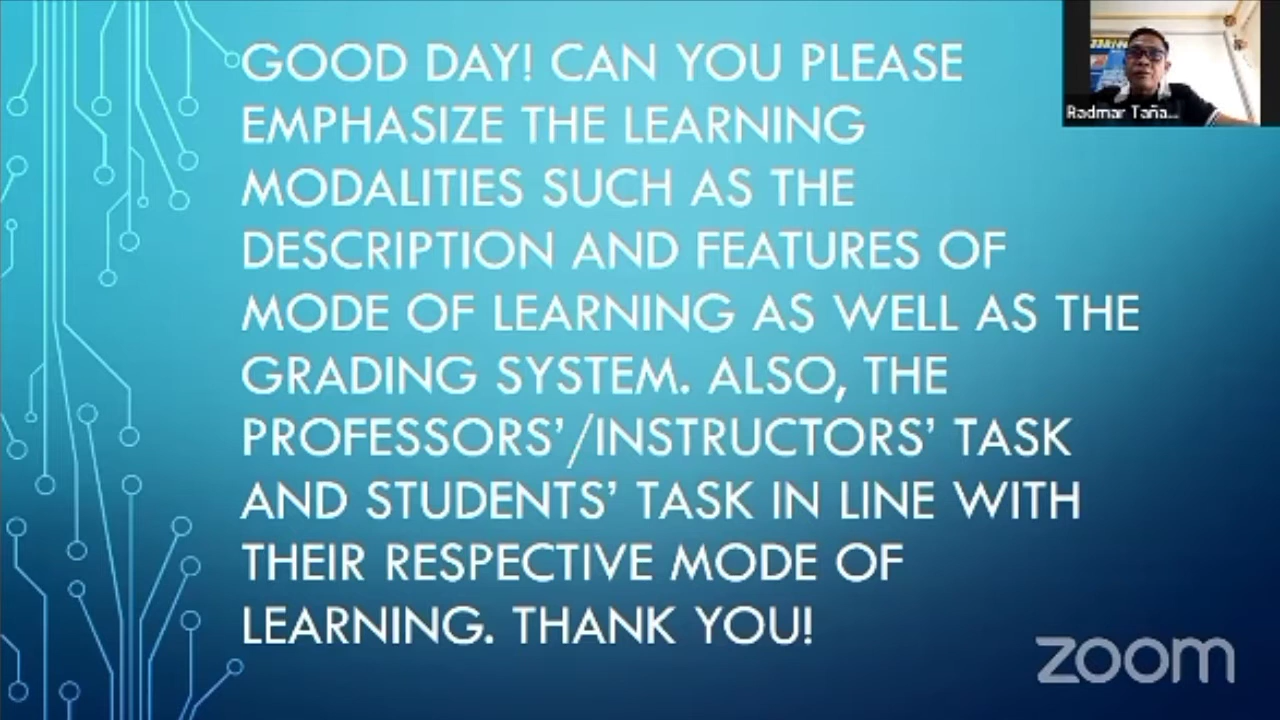 GOOD DAY! CAN YOU PLEASE
EMPHASIZE THE LEARNING
MODALITIES SUCH AS THE
DESCRIPTION AND FEATURES OF
MODE OF LEARNING AS WELL AS THE
GRADING SYSTEM. ALSO, THE
PROFESSORS'/INSTRUCTORS' TASK
AND STUDENTS' TASK IN LINE WITH
THEIR RESPECTIVE MODE OF
LEARNING. THANK YOU!
Radmar Taña...
zoom